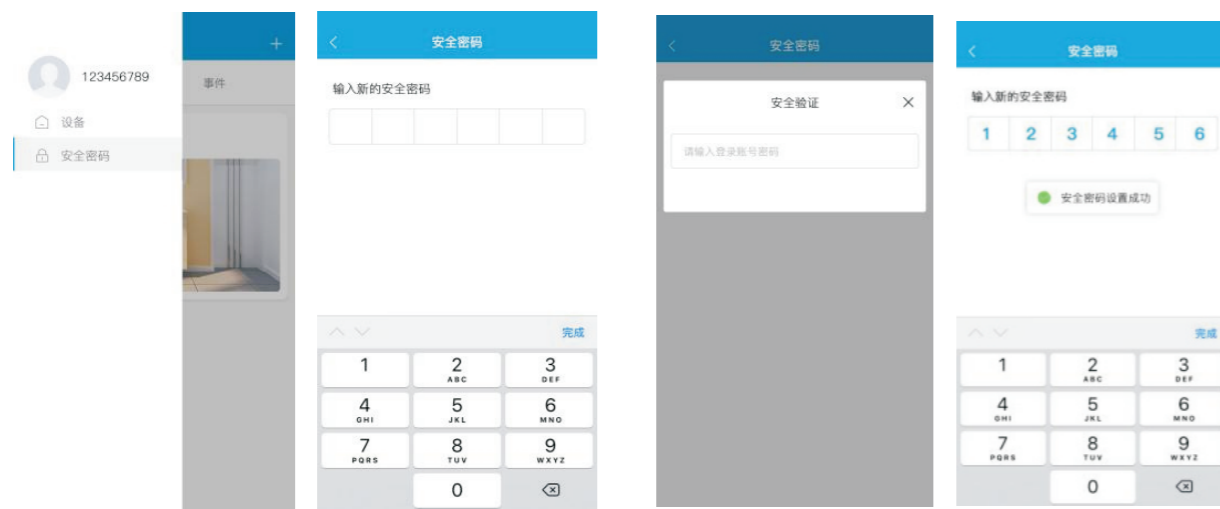 +
123456789
事件
设备
安全密码
安全密码
输入新的安全密码
完成
1
2 ABC
3 DEF
4 GHI
5 JKL
6 MNO
7 PQRS
8 TUV
9 WXYZ
0
安全密码
安全验证 ×
请输入登录账号密码
安全密码
输入新的安全密码
1 2 3 4 5 6
安全密码设置成功
完成
1
2 ABC
3 DEF
4 GHI
5 JKL
6 MNO
7 PQRS
8 TUV
9 WXYZ
0